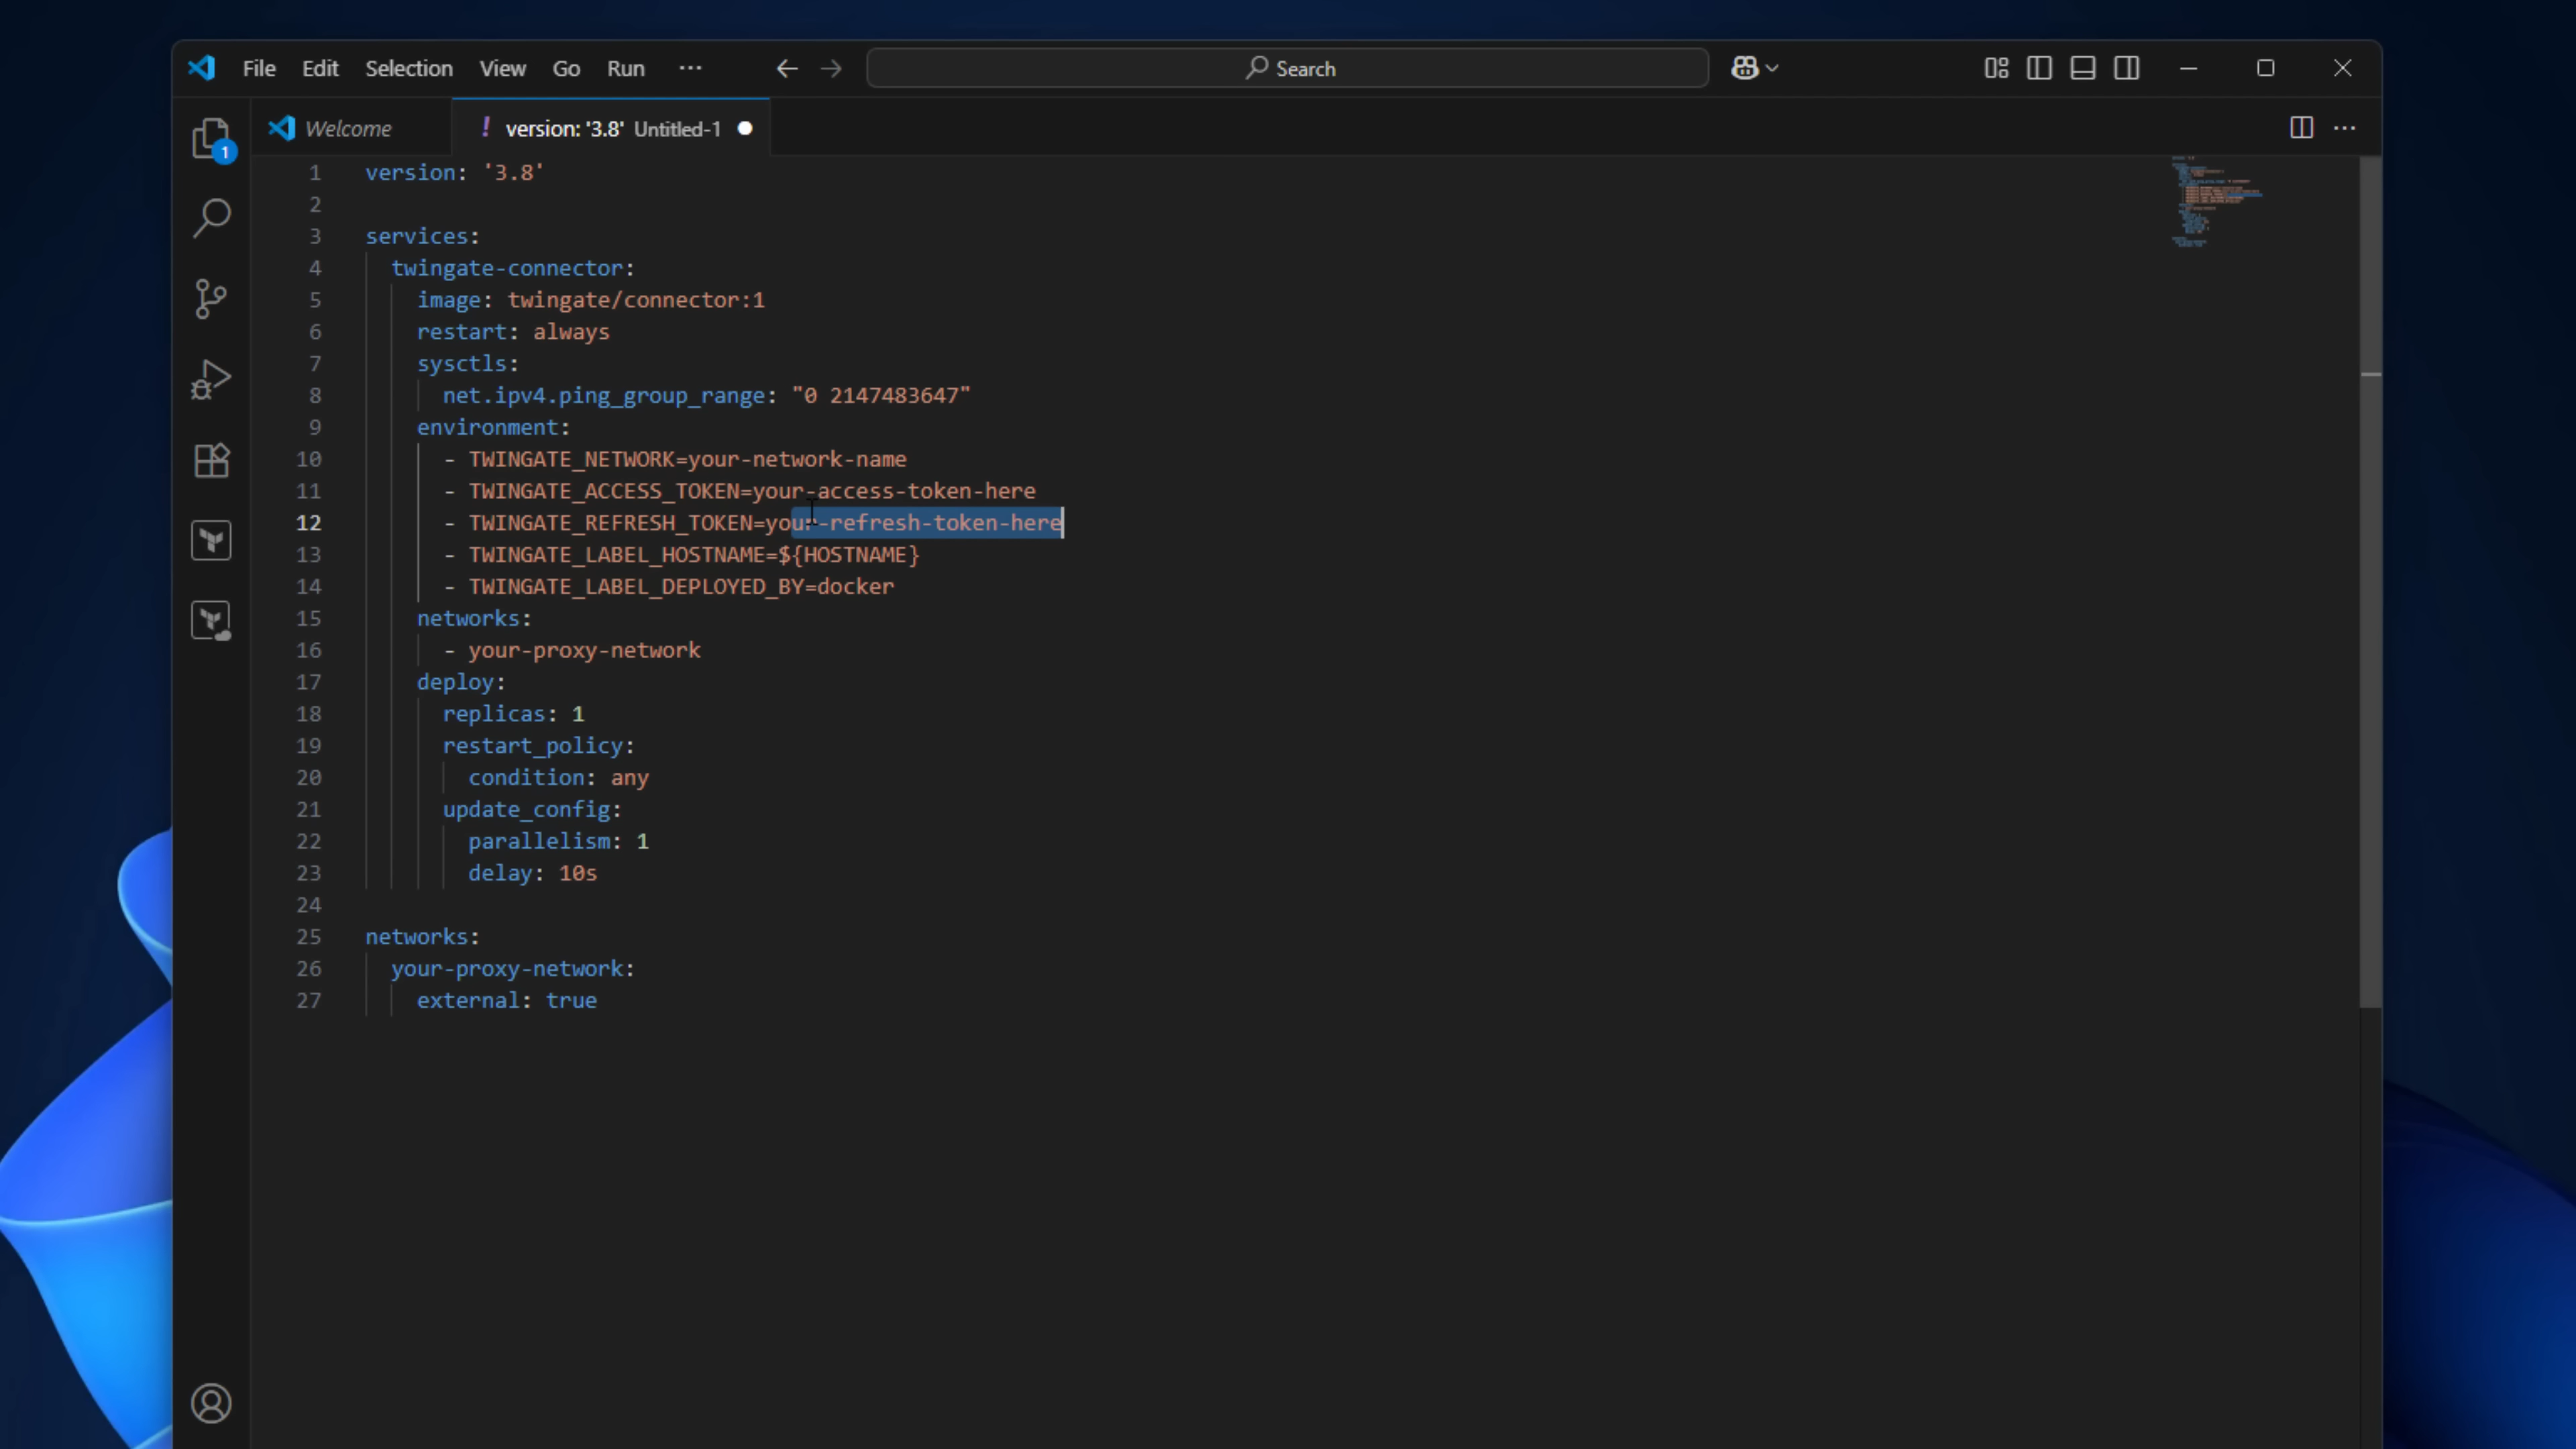 File Edit Selection View Go Run ··· Search
Welcome ! version: '3.8' Untitled-1
1
1 version: '3.8'
2
3 services:
4   twingate-connector:
5     image: twingate/connector:1
6     restart: always
7     sysctls:
8       net.ipv4.ping_group_range: "0 2147483647"
9     environment:
10       - TWINGATE_NETWORK=your-network-name
11       - TWINGATE_ACCESS_TOKEN=your-access-token-here
12       - TWINGATE_REFRESH_TOKEN=your-refresh-token-here
13       - TWINGATE_LABEL_HOSTNAME=${HOSTNAME}
14       - TWINGATE_LABEL_DEPLOYED_BY=docker
15     networks:
16       - your-proxy-network
17     deploy:
18       replicas: 1
19       restart_policy:
20         condition: any
21       update_config:
22         parallelism: 1
23         delay: 10s
24
25 networks:
26   your-proxy-network:
27     external: true